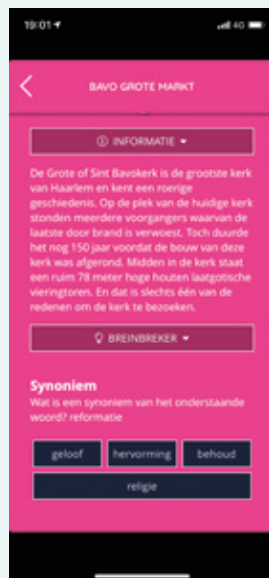 19:01
4G
BAVO GROTE MARKT
INFORMATIE
De Grote of Sint Bavokerk is de grootste kerk
van Haarlem en kent een roerige
geschiedenis. Op de plek van de huidige kerk
stonden meerdere voorgangers waarvan de
laatste door brand is verwoest. Toch duurde
het nog 150 jaar voordat de bouw van deze
kerk was afgerond. Midden in de kerk staat
een ruim 78 meter hoge houten laatgotische
vieringtoren. En dat is slechts één van de
redenen om de kerk te bezoeken.
BREINBREKER
Synoniem
Wat is een synoniem van het onderstaande
woord? reformatie
geloof hervorming behoud
religie